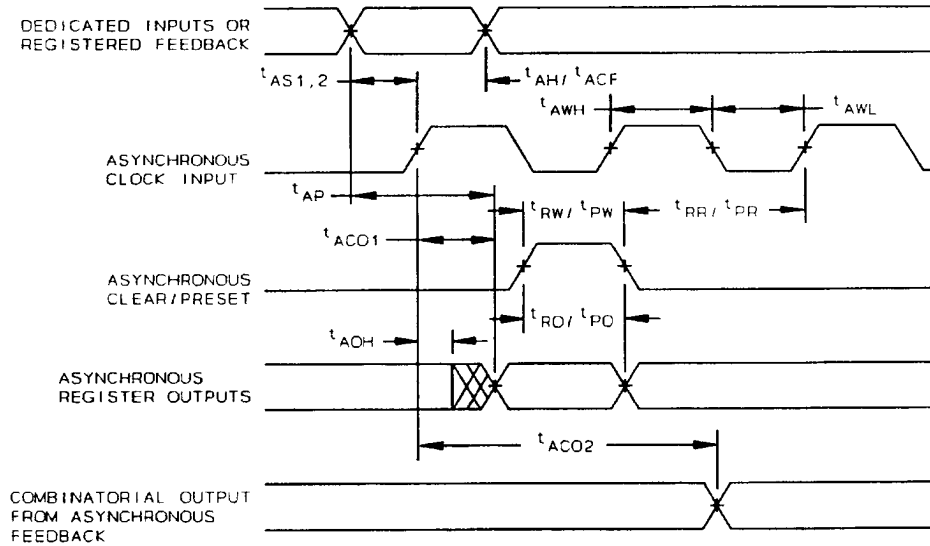 DEDICATED INPUTS OR
REGISTERED FEEDBACK
tAS1,2
tAH/ tACF
tAWH
tAWL
ASYNCHRONOUS
CLOCK INPUT
tAP
tRW/ tPW
tRR/ tPR
tACO1
ASYNCHRONOUS
CLEAR/PRESET
tRO/ tPO
tAOH
ASYNCHRONOUS
REGISTER OUTPUTS
tACO2
COMBINATORIAL OUTPUT
FROM ASYNCHRONOUS
FEEDBACK